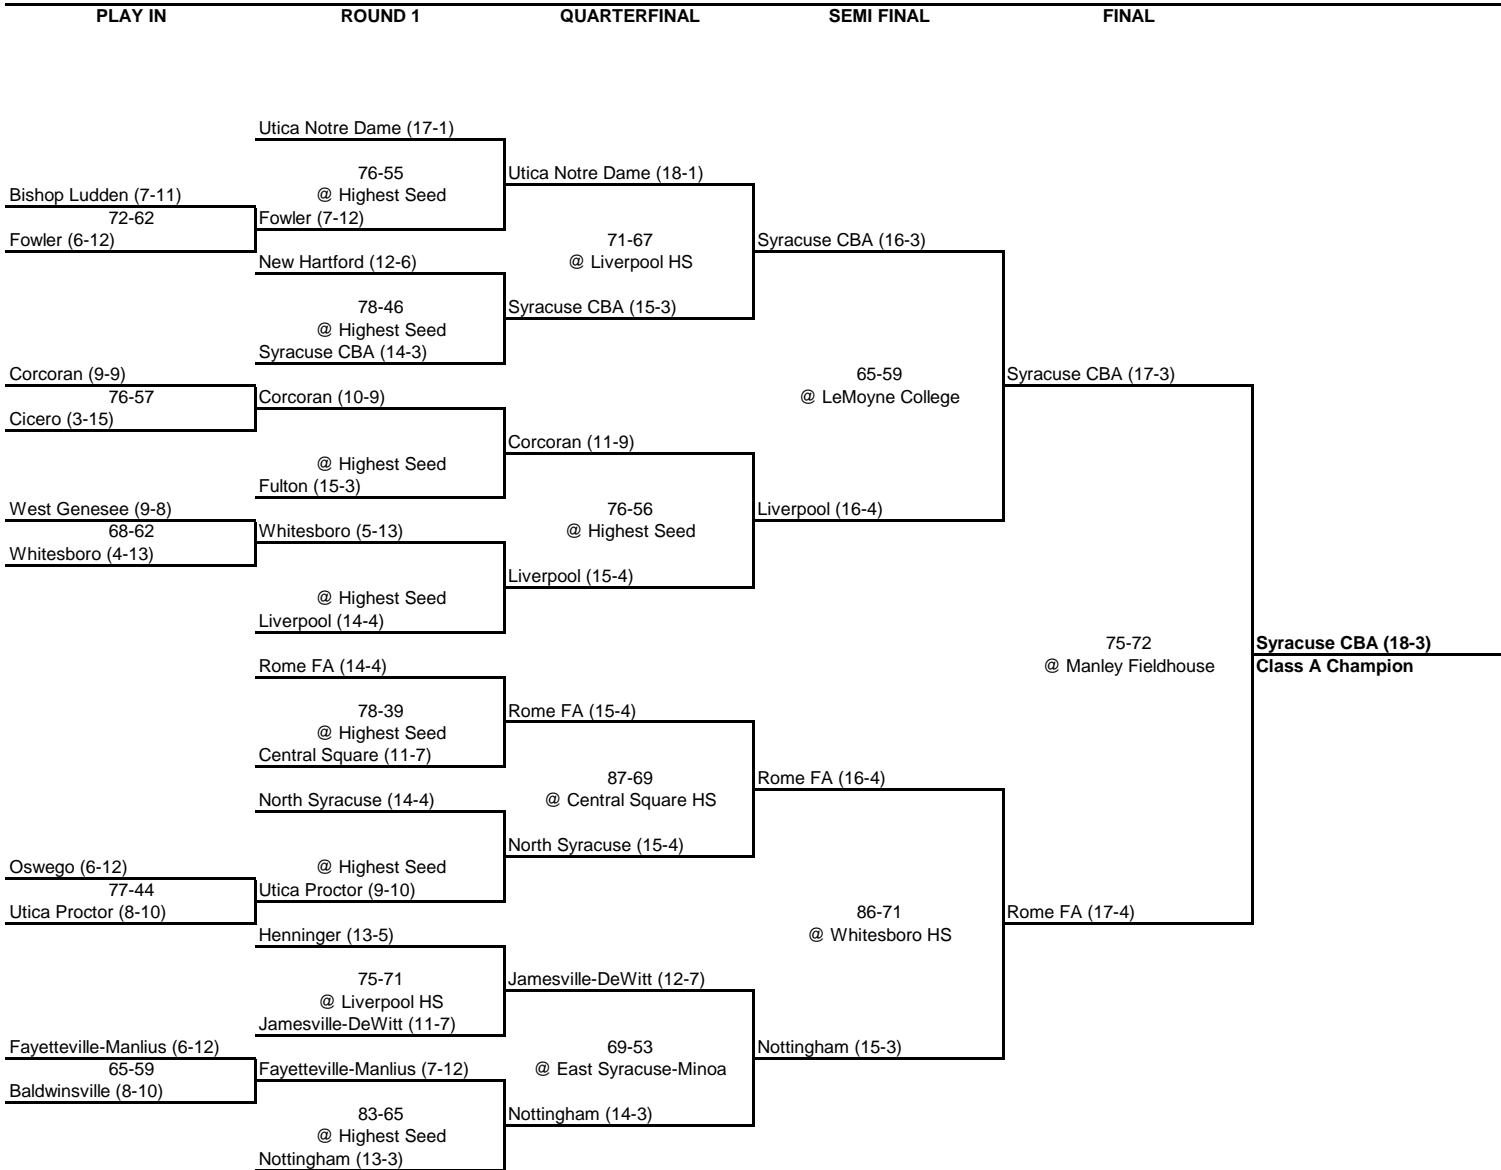 PLAY IN
ROUND 1
QUARTERFINAL
SEMI FINAL
FINAL
Utica Notre Dame (17-1)
76-55
@ Highest Seed
Utica Notre Dame (18-1)
Bishop Ludden (7-11)
72-62
Fowler (7-12)
Fowler (6-12)
71-67
@ Liverpool HS
Syracuse CBA (16-3)
New Hartford (12-6)
78-46
@ Highest Seed
Syracuse CBA (15-3)
Syracuse CBA (14-3)
Corcoran (9-9)
76-57
Cicero (3-15)
Corcoran (10-9)
65-59
@ LeMoyne College
Syracuse CBA (17-3)
@ Highest Seed
Corcoran (11-9)
Fulton (15-3)
West Genesee (9-8)
68-62
Whitesboro (4-13)
Whitesboro (5-13)
76-56
@ Highest Seed
Liverpool (16-4)
@ Highest Seed
Liverpool (15-4)
Liverpool (14-4)
75-72
@ Manley Fieldhouse
Syracuse CBA (18-3)
Class A Champion
Rome FA (14-4)
78-39
@ Highest Seed
Rome FA (15-4)
Central Square (11-7)
87-69
@ Central Square HS
Rome FA (16-4)
North Syracuse (14-4)
North Syracuse (15-4)
Oswego (6-12)
77-44
Utica Proctor (8-10)
@ Highest Seed
Utica Proctor (9-10)
86-71
@ Whitesboro HS
Rome FA (17-4)
Henninger (13-5)
75-71
@ Liverpool HS
Jamesville-DeWitt (12-7)
Jamesville-DeWitt (11-7)
69-53
@ East Syracuse-Minoa
Nottingham (15-3)
Fayetteville-Manlius (6-12)
65-59
Baldwinsville (8-10)
Fayetteville-Manlius (7-12)
83-65
@ Highest Seed
Nottingham (14-3)
Nottingham (13-3)